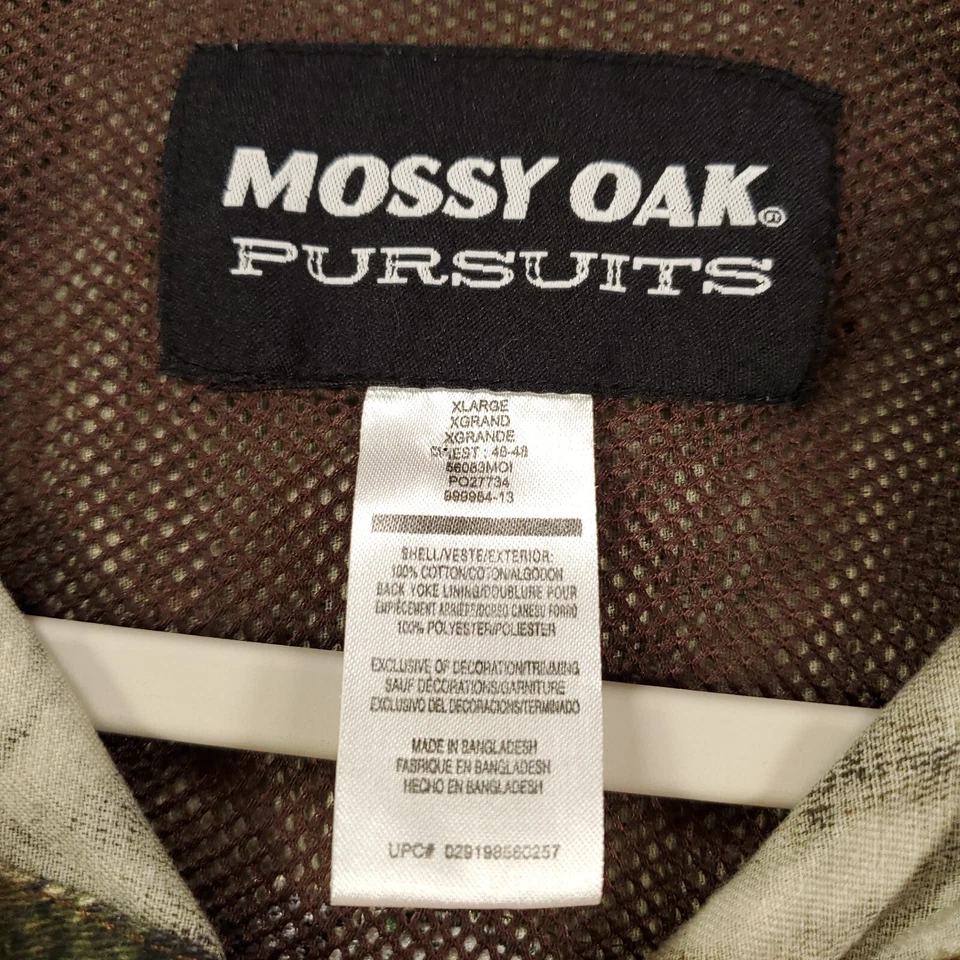 MOSSY OAK®
PURSUITS
XLARGE
XGRAND
XGRANDE
CHEST : 46-48
56083MOI
PO27734
999984-13
SHELL/VESTE/EXTERIOR:
100% COTTON/COTON/ALGODON
BACK YOKE LINING/DOUBLURE POUR
EMPIÈCEMENT ARRIÈRE/DORSO CANESU FORRO
100% POLYESTER/POLIESTER
EXCLUSIVE OF DECORATION/TRIMMING
SAUF DÉCORATIONS/GARNITURE
EXCLUSIVO DEL DECORACIONS/TERMINADO
MADE IN BANGLADESH
FABRIQUE EN BANGLADESH
HECHO EN BANGLADESH
UPC# 029198560257